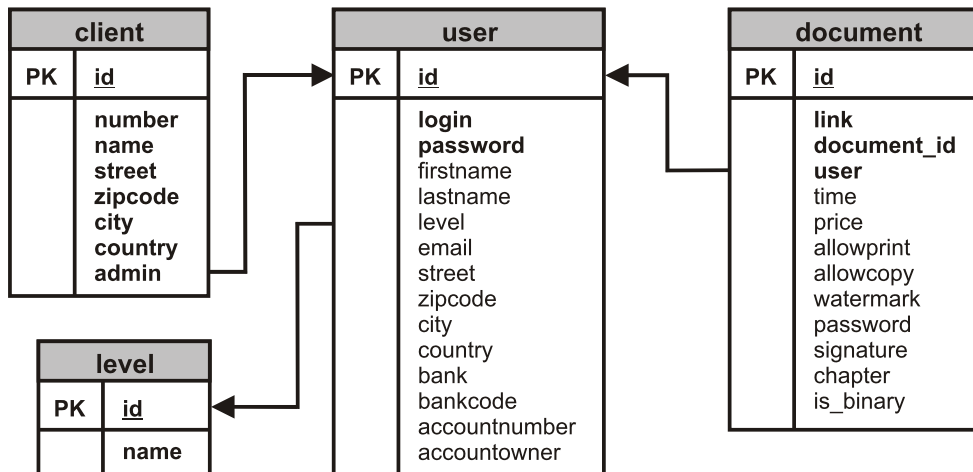 client
PK id
number
name
street
zipcode
city
country
admin
level
PK id
name
user
PK id
login
password
firstname
lastname
level
email
street
zipcode
city
country
bank
bankcode
accountnumber
accountowner
document
PK id
link
document_id
user
time
price
allowprint
allowcopy
watermark
password
signature
chapter
is_binary